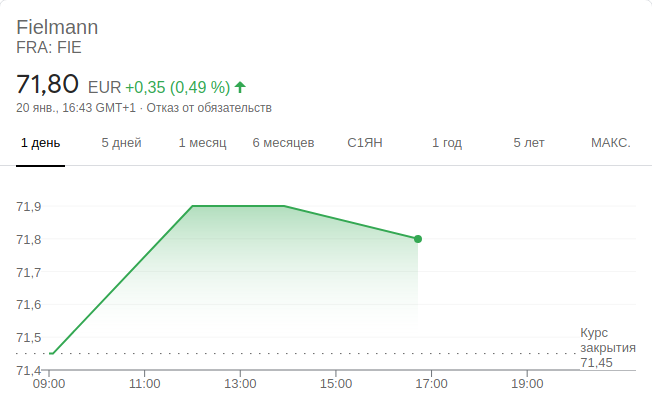 Fielmann
FRA: FIE
71,80 EUR +0,35 (0,49 %)
20 янв., 16:43 GMT+1 · Отказ от обязательств
1 день 5 дней 1 месяц 6 месяцев С1ЯН 1 год 5 лет МАКС.
71,9
71,8
71,7
71,6
71,5
71,4
Курс
закрытия
71,45
09:00 11:00 13:00 15:00 17:00 19:00